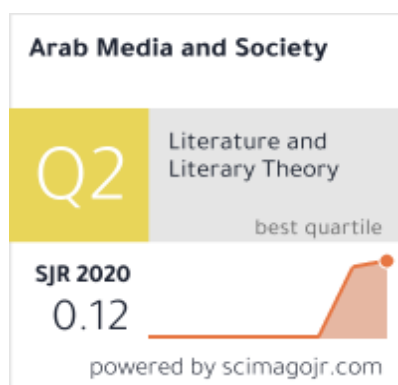 Arab Media and Society
Q2
Literature and
Literary Theory
best quartile
SJR 2020
0.12
powered by scimagojr.com